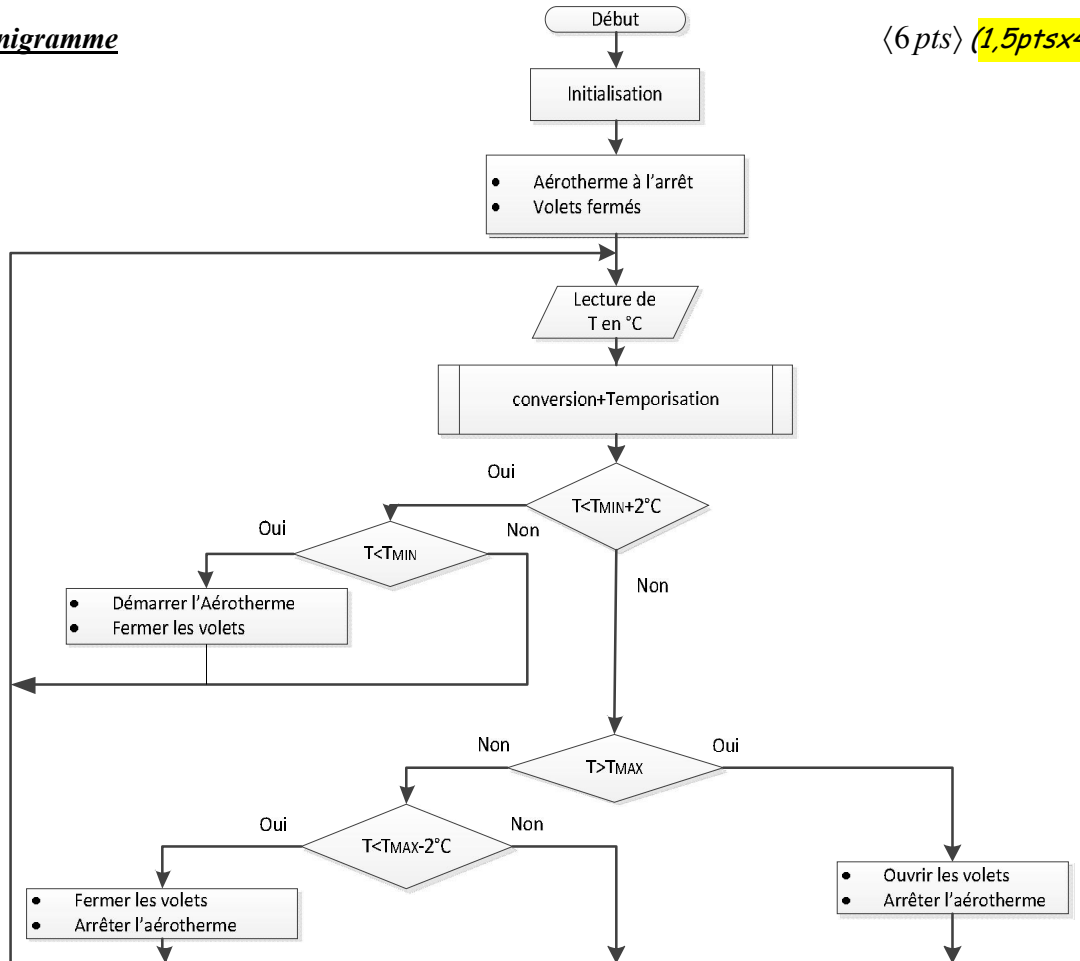 nigramme
⟨6 pts⟩ (1,5ptsx4
Début
Initialisation
• Aérotherme à l'arrêt
• Volets fermés
Lecture de
T en °C
conversion+Temporisation
Oui
T<TMIN+2°C
Oui
Non
T<TMIN
Non
• Démarrer l'Aérotherme
• Fermer les volets
Non
Oui
T>TMAX
Oui
Non
T<TMAX-2°C
• Fermer les volets
• Arrêter l'aérotherme
• Ouvrir les volets
• Arrêter l'aérotherme